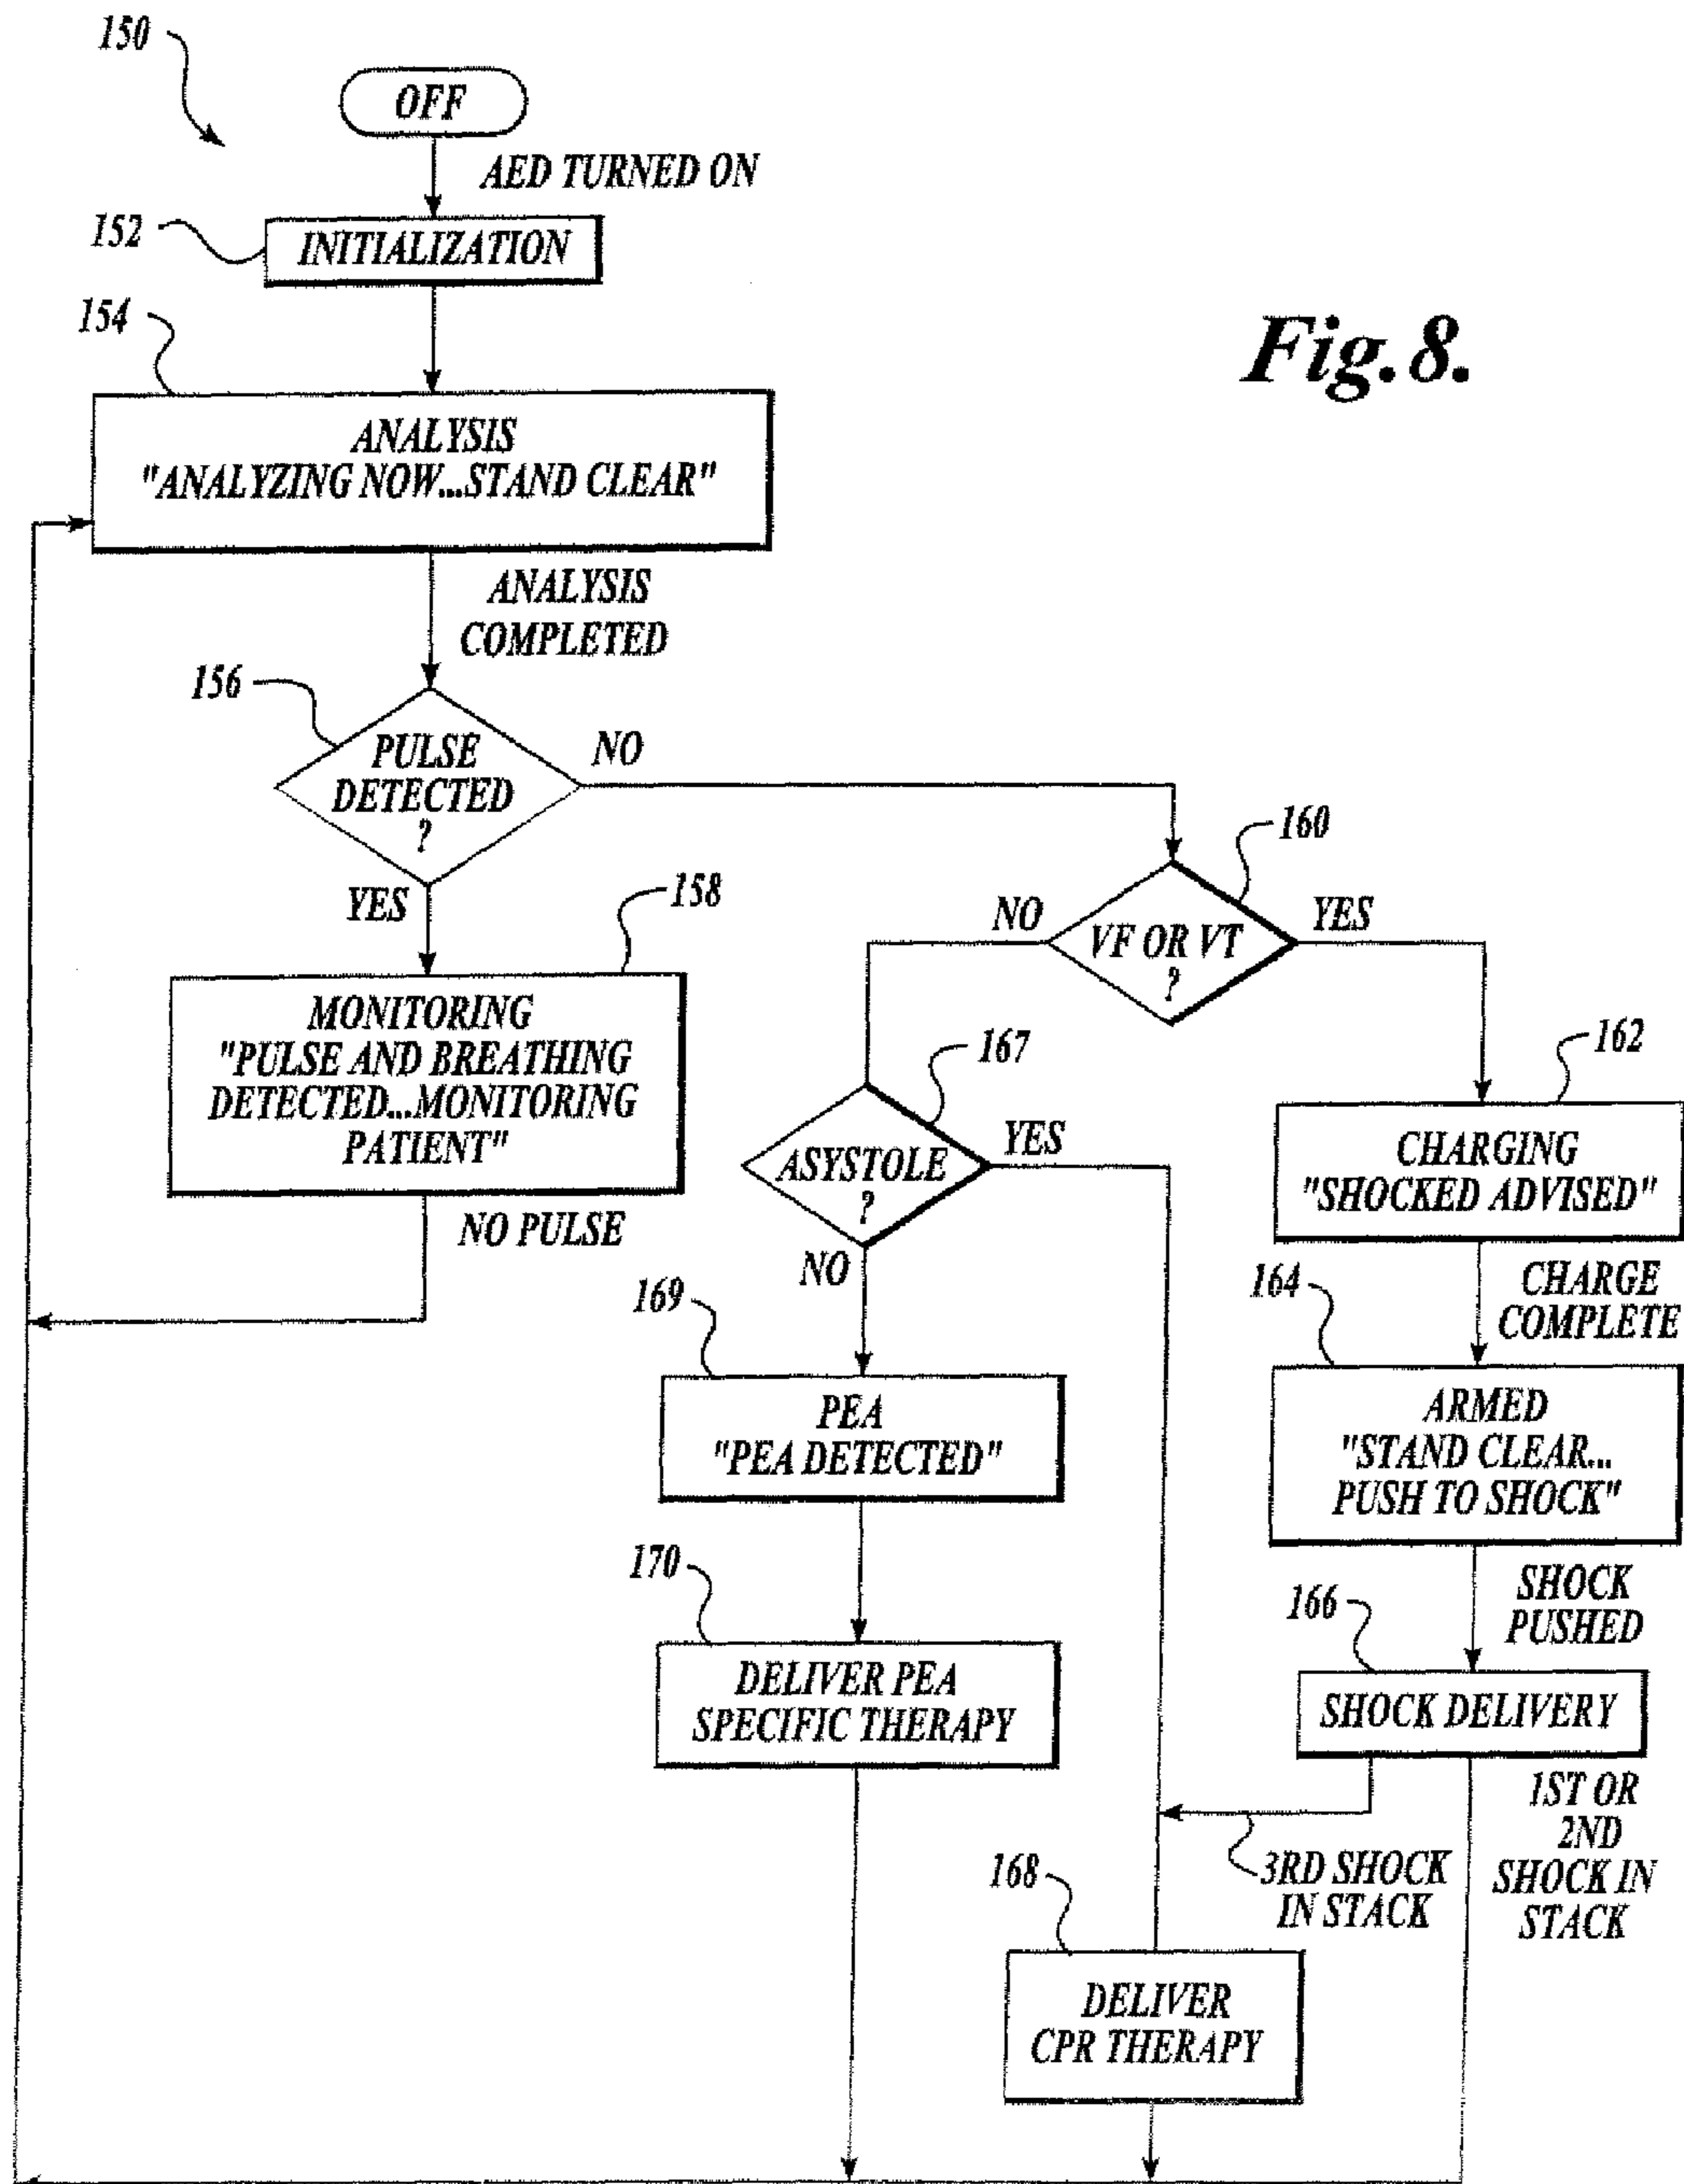 150
OFF
AED TURNED ON
152
INITIALIZATION
154
Fig. 8.
ANALYSIS
"ANALYZING NOW...STAND CLEAR"
ANALYSIS
COMPLETED
156
PULSE
DETECTED
?
NO
YES
160
VF OR VT
?
NO
YES
158
MONITORING
"PULSE AND BREATHING
DETECTED...MONITORING
PATIENT"
NO PULSE
167
ASYSTOLE
?
YES
NO
162
CHARGING
"SHOCKED ADVISED"
CHARGE
COMPLETE
164
ARMED
"STAND CLEAR...
PUSH TO SHOCK"
169
PEA
"PEA DETECTED"
SHOCK
PUSHED
166
SHOCK DELIVERY
170
DELIVER PEA
SPECIFIC THERAPY
1ST OR
2ND
SHOCK IN
STACK
3RD SHOCK
IN STACK
168
DELIVER
CPR THERAPY